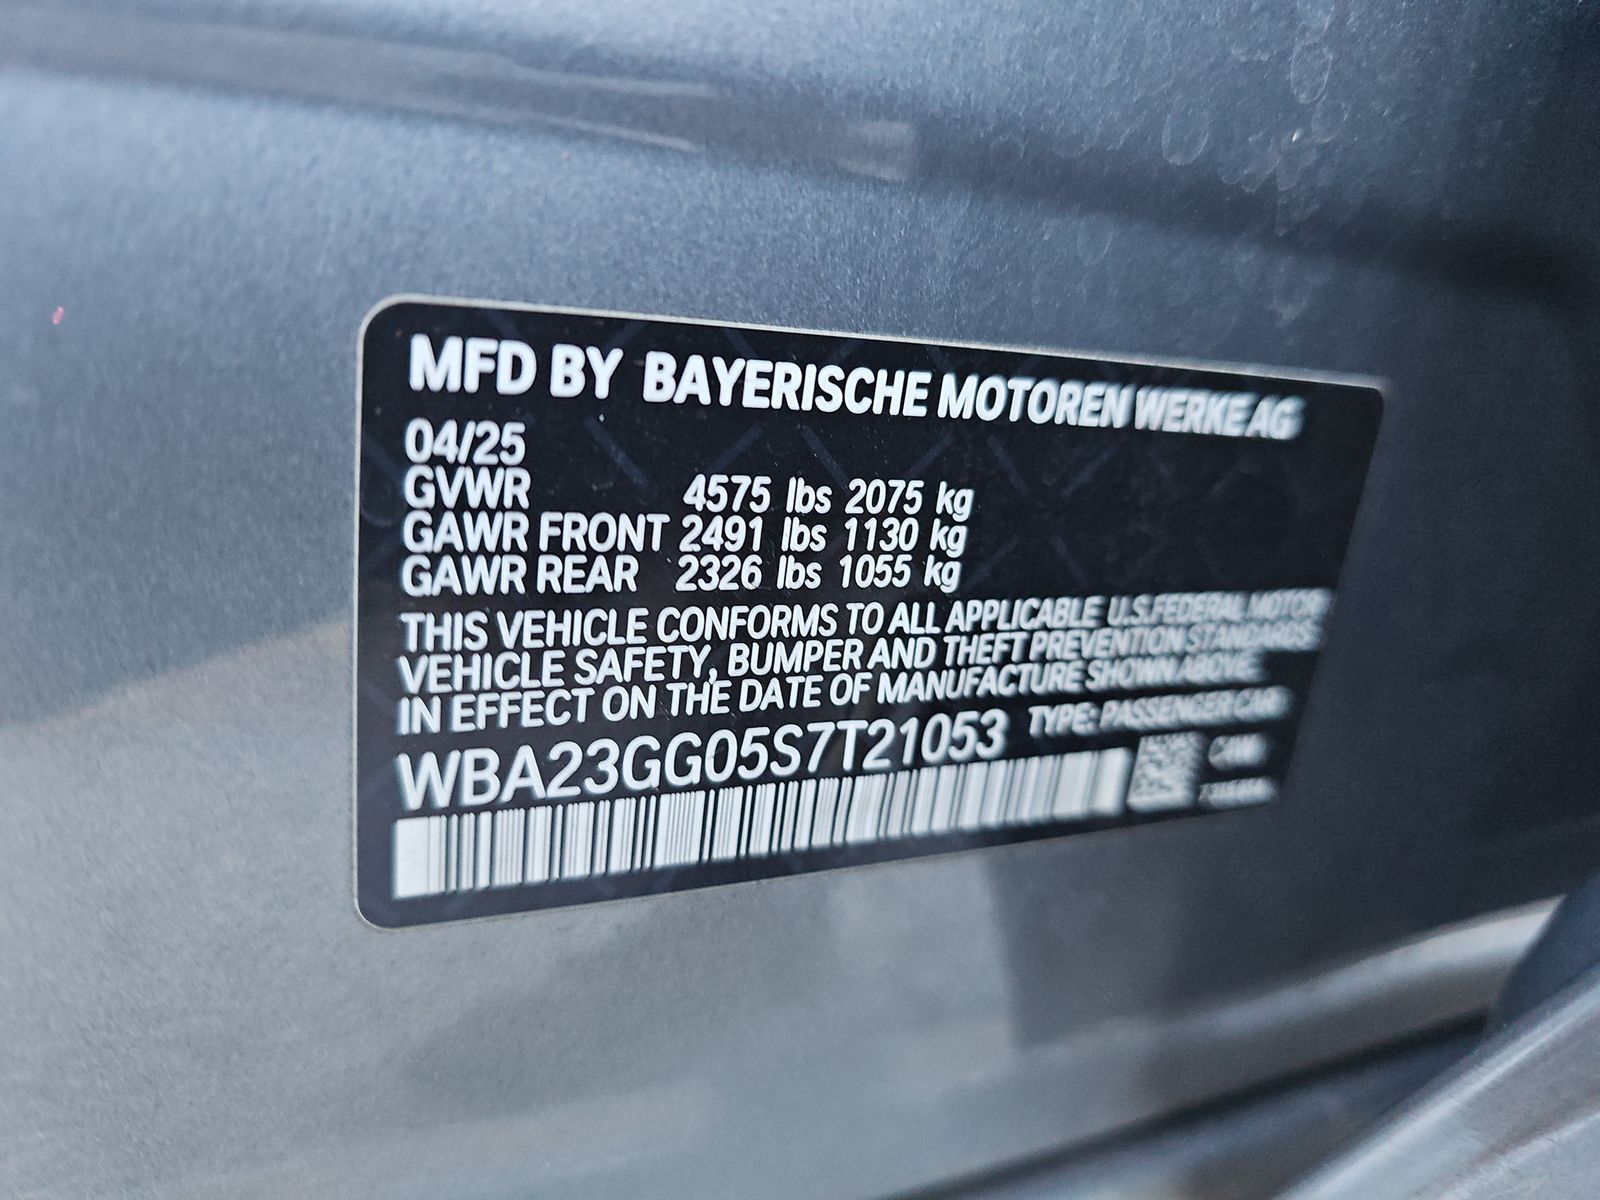 MFD BY BAYERISCHE MOTOREN WERKE AG
04/25
GVWR 4575 lbs 2075 kg
GAWR FRONT 2491 lbs 1130 kg
GAWR REAR 2326 lbs 1055 kg
THIS VEHICLE CONFORMS TO ALL APPLICABLE U.S. FEDERAL MOTOR
VEHICLE SAFETY, BUMPER AND THEFT PREVENTION STANDARDS
IN EFFECT ON THE DATE OF MANUFACTURE SHOWN ABOVE.
WBA23GG05S7T21053 TYPE: PASSENGER CAR